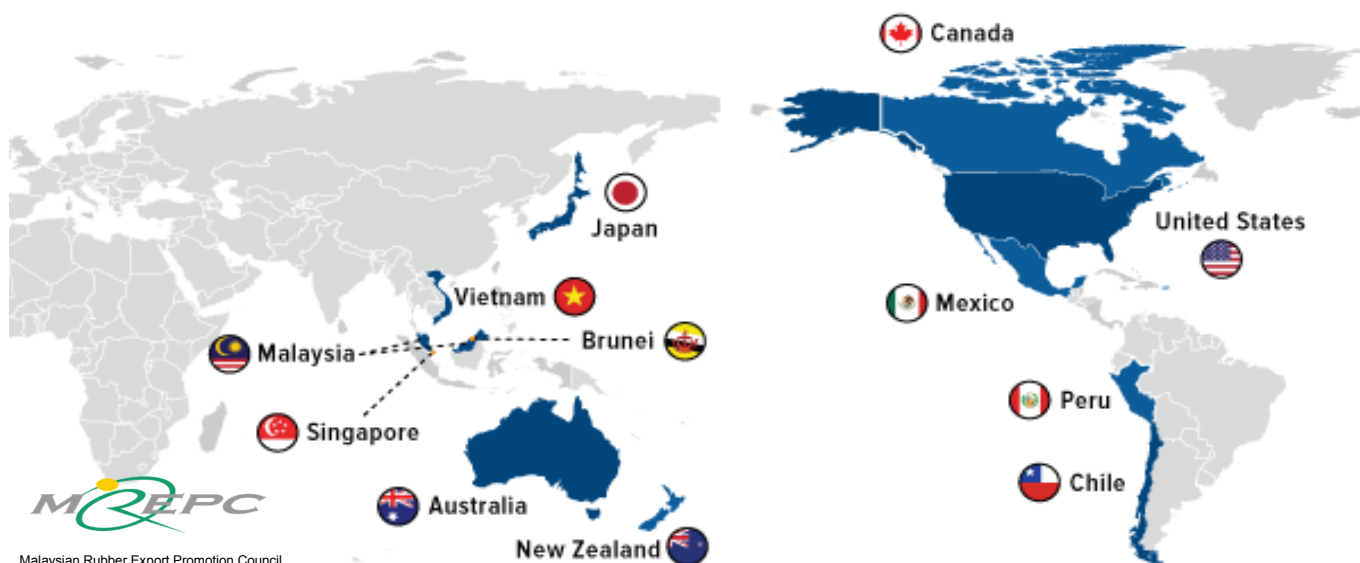 Canada
Japan
United States
Vietnam
Mexico
Malaysia
Brunei
Peru
Singapore
Chile
Australia
New Zealand
MREPC
Malaysian Rubber Export Promotion Council